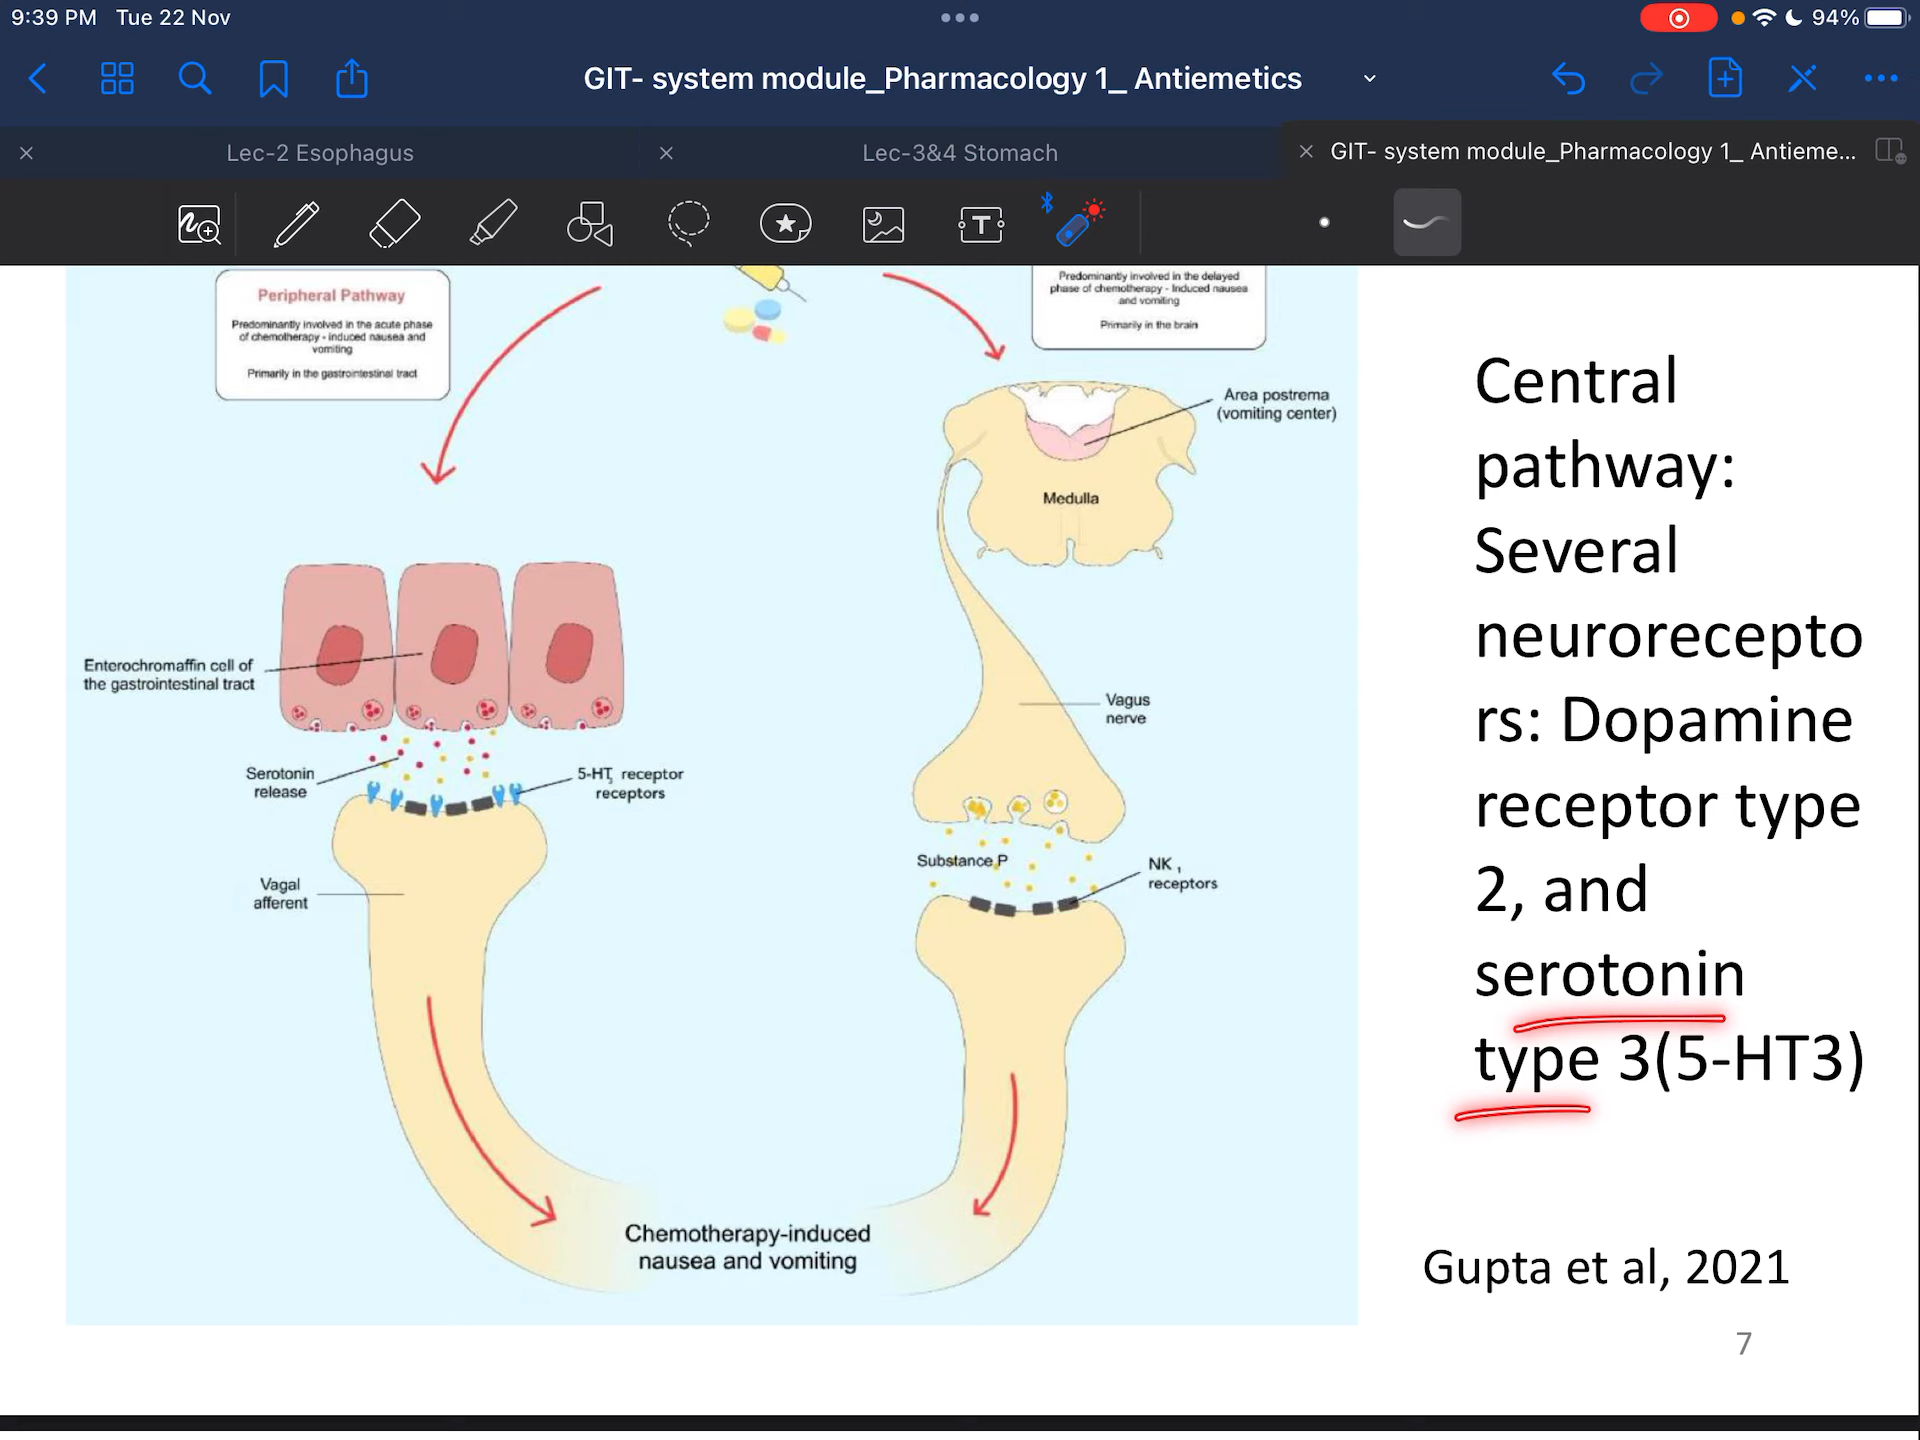 9:39 PM Tue 22 Nov
94%
GIT- system module_Pharmacology 1_ Antiemetics
Lec-2 Esophagus
Lec-3&4 Stomach
GIT- system module_Pharmacology 1_ Antieme...
T
Peripheral Pathway
Predominantly involved in the acute phase
of chemotherapy - induced nausea and
vomiting
Primarily in the gastrointestinal tract
Predominantly involved in the delayed
phase of chemotherapy - Induced nausea
and vomiting
Primarily in the brain
Area postrema
(vomiting center)
Medulla
Enterochromaffin cell of
the gastrointestinal tract
Vagus
nerve
Serotonin
release
5-HT3 receptor
receptors
Substance P
NK 1
receptors
Vagal
afferent
Chemotherapy-induced
nausea and vomiting
Central
pathway:
Several
neurorecepto
rs: Dopamine
receptor type
2, and
serotonin
type 3(5-HT3)
Gupta et al, 2021
7